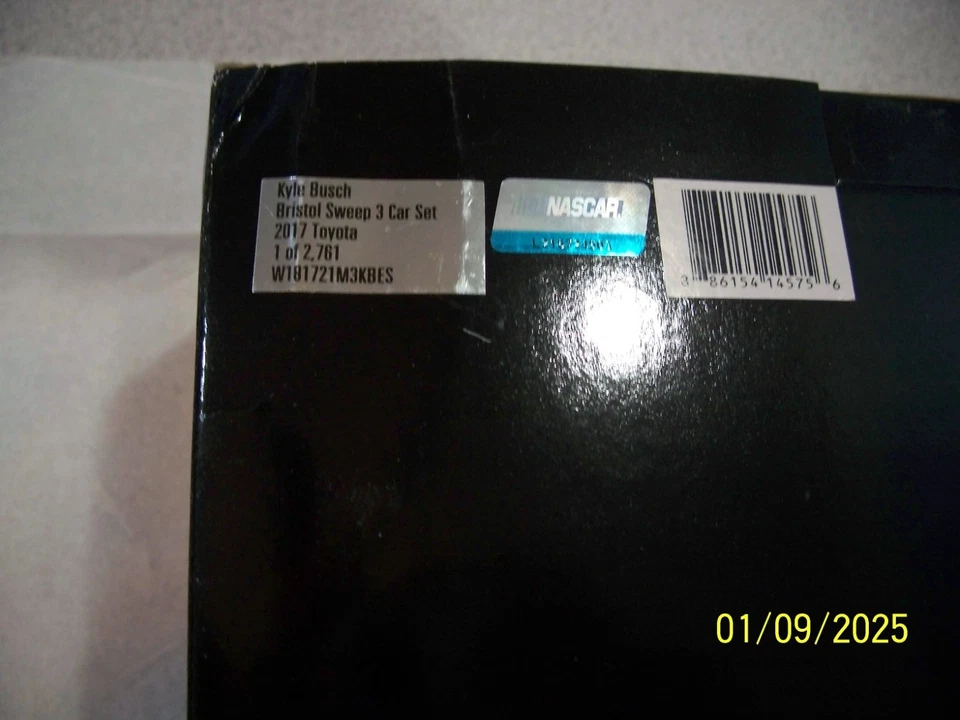 Kyle Busch
Bristol Sweep 3 Car Set
2017 Toyota
1 of 2,761
W181721M3KBES
NASCAR
3 86154 14575 6
01/09/2025